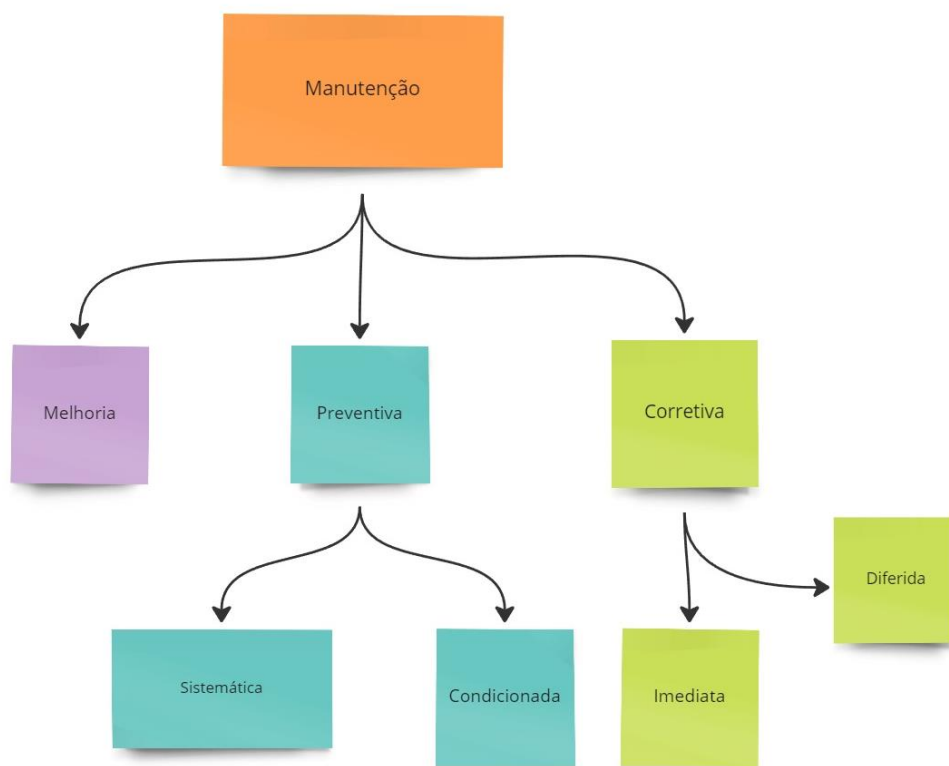 Manutenção
Melhoria
Preventiva
Corretiva
Diferida
Sistemática
Condicionada
Imediata